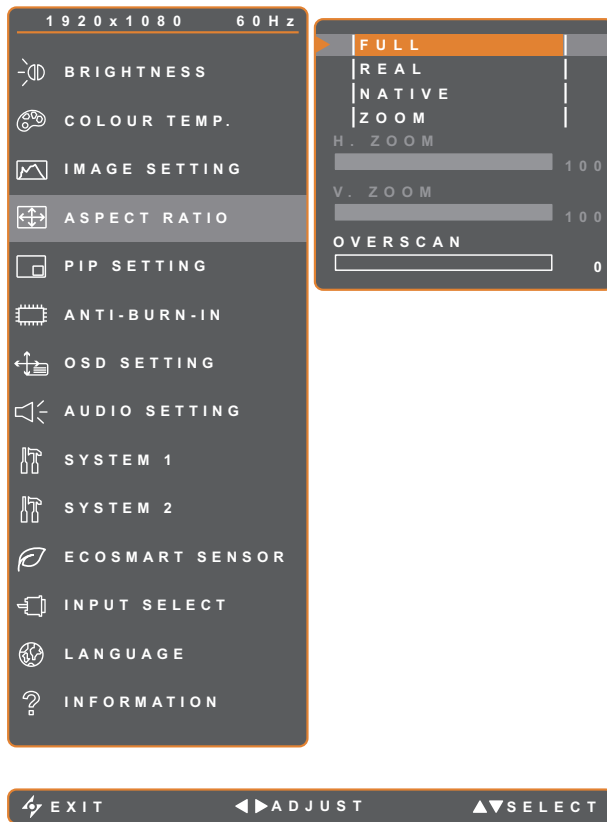 1920x1080 60Hz
BRIGHTNESS
COLOUR TEMP.
IMAGE SETTING
ASPECT RATIO
PIP SETTING
ANTI-BURN-IN
OSD SETTING
AUDIO SETTING
SYSTEM 1
SYSTEM 2
ECOSMART SENSOR
INPUT SELECT
LANGUAGE
INFORMATION
FULL
REAL
NATIVE
ZOOM
H. ZOOM
100
V. ZOOM
100
OVERSCAN
0
EXIT ADJUST SELECT